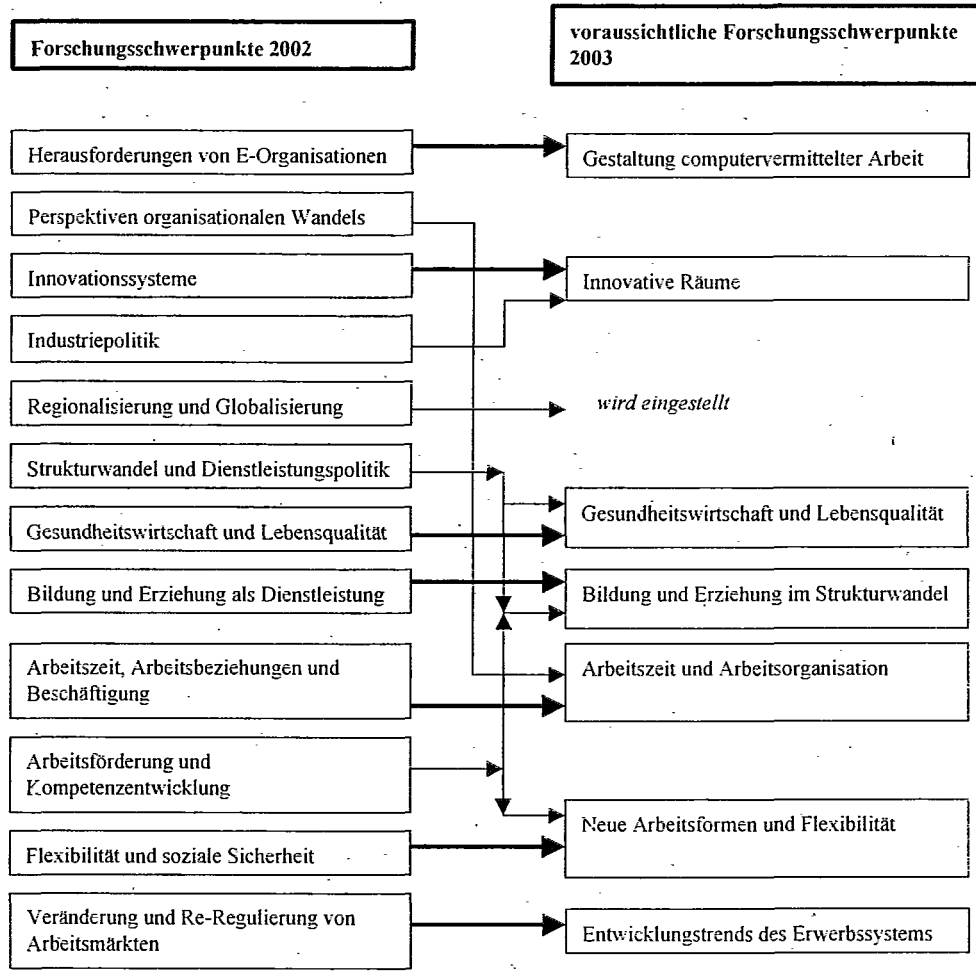 Forschungsschwerpunkte 2002
voraussichtliche Forschungsschwerpunkte
2003
Herausforderungen von E-Organisationen
Gestaltung computervermittelter Arbeit
Perspektiven organisationalen Wandels
Innovationssysteme
Innovative Räume
Industriepolitik
Regionalisierung und Globalisierung
wird eingestellt
Strukturwandel und Dienstleistungspolitik
Gesundheitswirtschaft und Lebensqualität
Gesundheitswirtschaft und Lebensqualität
Bildung und Erziehung als Dienstleistung
Bildung und Erziehung im Strukturwandel
Arbeitszeit, Arbeitsbeziehungen und
Beschäftigung
Arbeitszeit und Arbeitsorganisation
Arbeitsförderung und
Kompetenzentwicklung
Neue Arbeitsformen und Flexibilität
Flexibilität und soziale Sicherheit
Veränderung und Re-Regulierung von
Arbeitsmärkten
Entwicklungstrends des Erwerbssystems